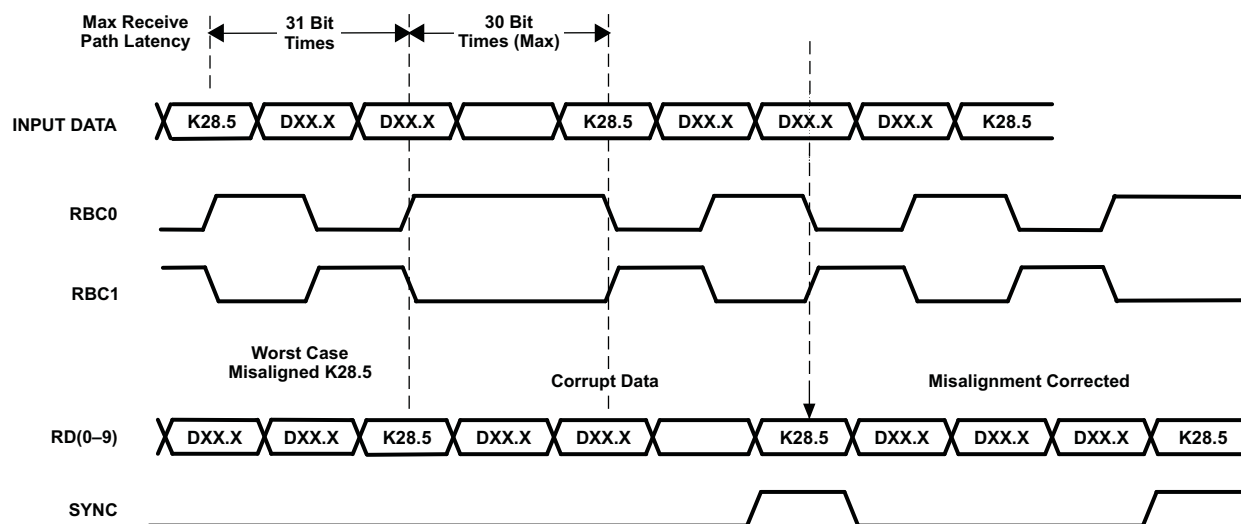 Max Receive
Path Latency
31 Bit
Times
30 Bit
Times (Max)
INPUT DATA
K28.5 DXX.X DXX.X K28.5 DXX.X DXX.X DXX.X K28.5
RBC0
RBC1
Worst Case
Misaligned K28.5
Corrupt Data
Misalignment Corrected
RD(0–9)
DXX.X DXX.X K28.5 DXX.X DXX.X K28.5 DXX.X DXX.X DXX.X K28.5
SYNC